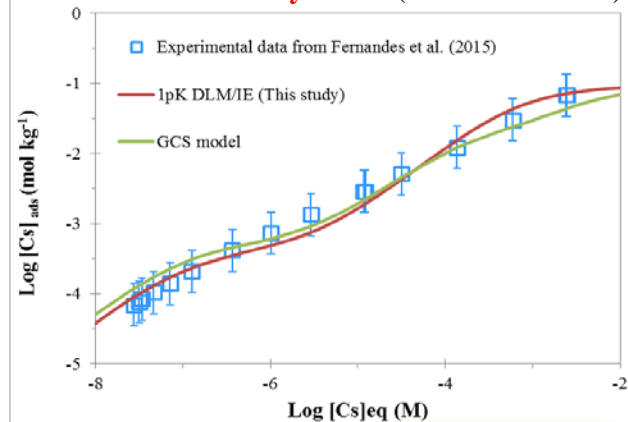 0
Experimental data from Fernandes et al. (2015)
-1
1pK DLM/IE (This study)
GCS model
-2
-3
-4
-5
Log [Cs] ads (mol kg-1)
-8 -6 -4 -2
Log [Cs]eq (M)